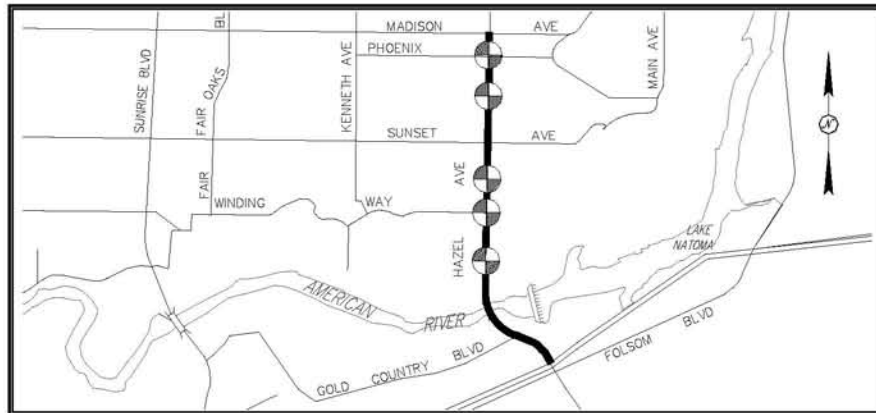 MADISON AVE
BL
PHOENIX
SUNRISE BLVD
FAIR OAKS
KENNETH AVE
MAIN AVE
N
SUNSET AVE
FAIR
AVE
WINDING WAY
HAZEL
LAKE
NATOMA
AMERICAN
RIVER
GOLD COUNTRY BLVD
FOLSOM BLVD